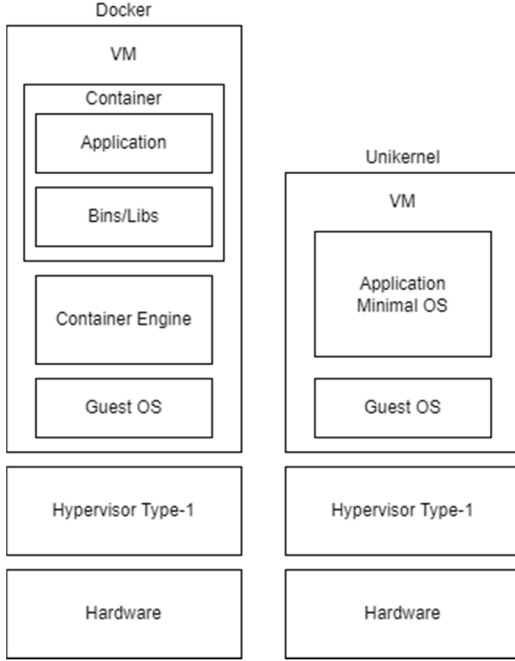 Docker
VM
Container
Application
Bins/Libs
Container Engine
Guest OS
Hypervisor Type-1
Hardware
Unikernel
VM
Application
Minimal OS
Guest OS
Hypervisor Type-1
Hardware